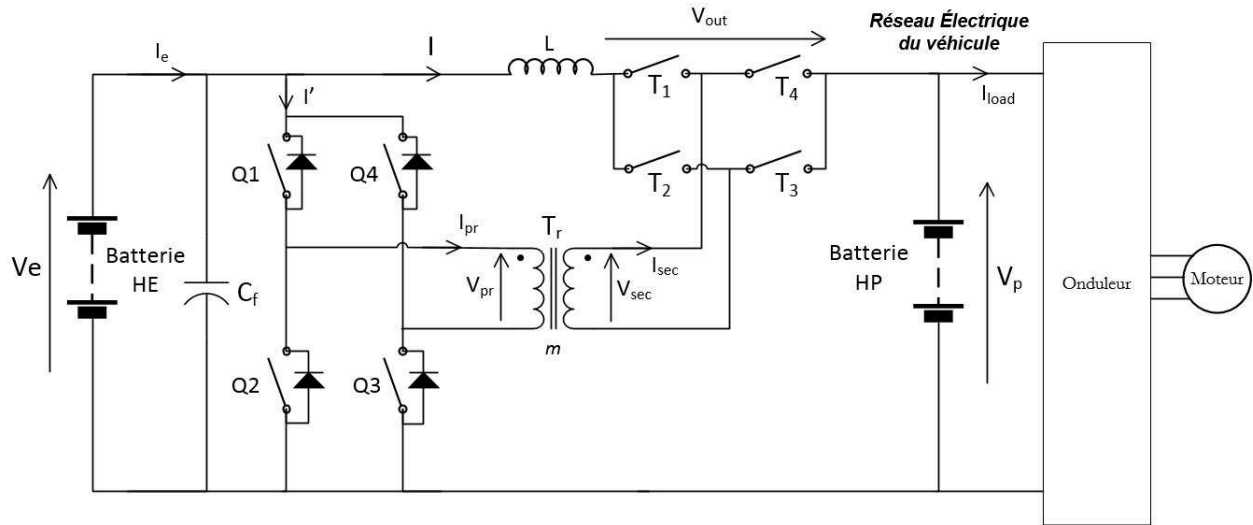 Réseau Électrique
du véhicule
Vout
Ie
I
L
I'
T1
T4
Iload
Q1
Q4
T2
T3
Ve
Batterie
HE
Cf
Ipr
Tr
Isec
Vpr
Vsec
m
Batterie
HP
Vp
Onduleur
Moteur
Q2
Q3